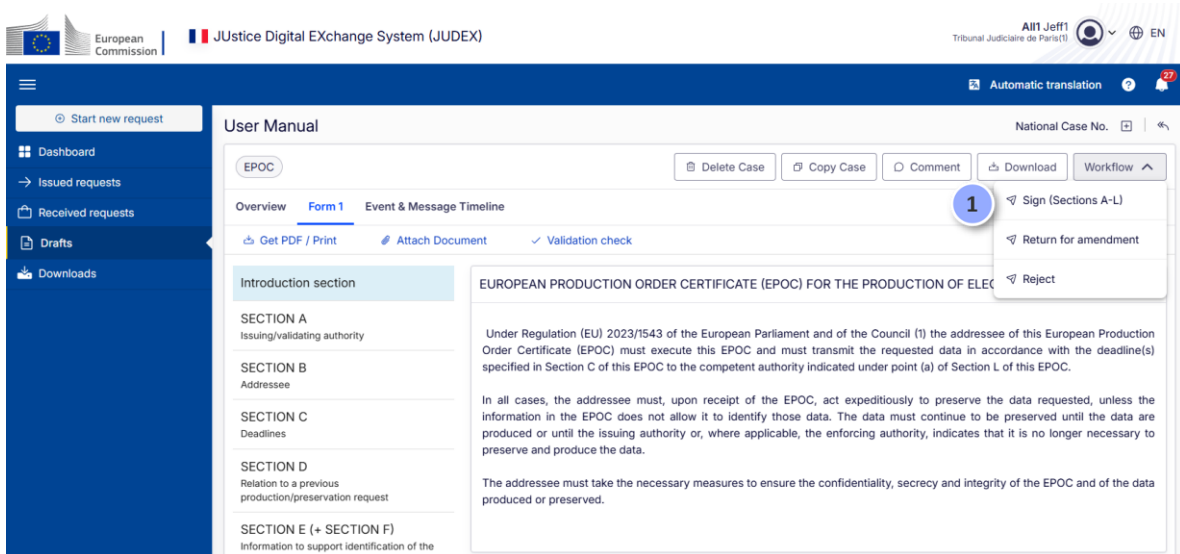 European
Commission
JUstice Digital EXchange System (JUDEX)
All1 Jeff1
Tribunal Judiciaire de Paris(1)
EN
Automatic translation
?
27
Start new request
Dashboard
Issued requests
Received requests
Drafts
Downloads
User Manual
National Case No.
EPOC
Delete Case
Copy Case
Comment
Download
Workflow
1
Sign (Sections A-L)
Return for amendment
Reject
Overview
Form 1
Event & Message Timeline
Get PDF / Print
Attach Document
Validation check
Introduction section
SECTION A
Issuing/validating authority
SECTION B
Addressee
SECTION C
Deadlines
SECTION D
Relation to a previous
production/preservation request
SECTION E (+ SECTION F)
Information to support identification of the
EUROPEAN PRODUCTION ORDER CERTIFICATE (EPOC) FOR THE PRODUCTION OF ELEC
Under Regulation (EU) 2023/1543 of the European Parliament and of the Council (1) the addressee of this European Production
Order Certificate (EPOC) must execute this EPOC and must transmit the requested data in accordance with the deadline(s)
specified in Section C of this EPOC to the competent authority indicated under point (a) of Section L of this EPOC.
In all cases, the addressee must, upon receipt of the EPOC, act expeditiously to preserve the data requested, unless the
information in the EPOC does not allow it to identify those data. The data must continue to be preserved until the data are
produced or until the issuing authority or, where applicable, the enforcing authority, indicates that it is no longer necessary to
preserve and produce the data.
The addressee must take the necessary measures to ensure the confidentiality, secrecy and integrity of the EPOC and of the data
produced or preserved.